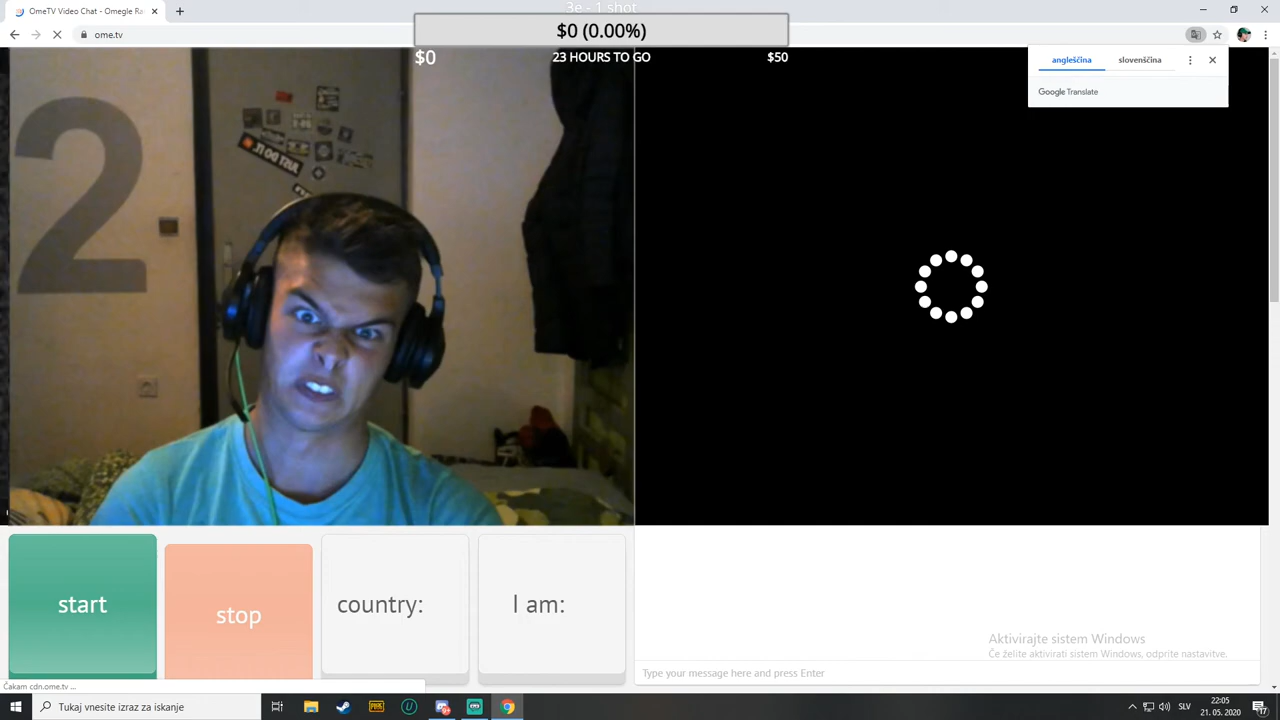 3e - 1 shot
OmeTV Video Chat - Omegle Ra
$0 (0.00%)
ome.tv
$0
23 HOURS TO GO
$50
angleščina
slovenščina
Google Translate
2
start
stop
country:
I am:
Aktivirajte sistem Windows
Če želite aktivirati sistem Windows, odprite nastavitve.
Type your message here and press Enter
Čakam cdn.ome.tv ...
Tukaj vnesite izraz za iskanje
SLV
22:05
21. 05. 2020
17